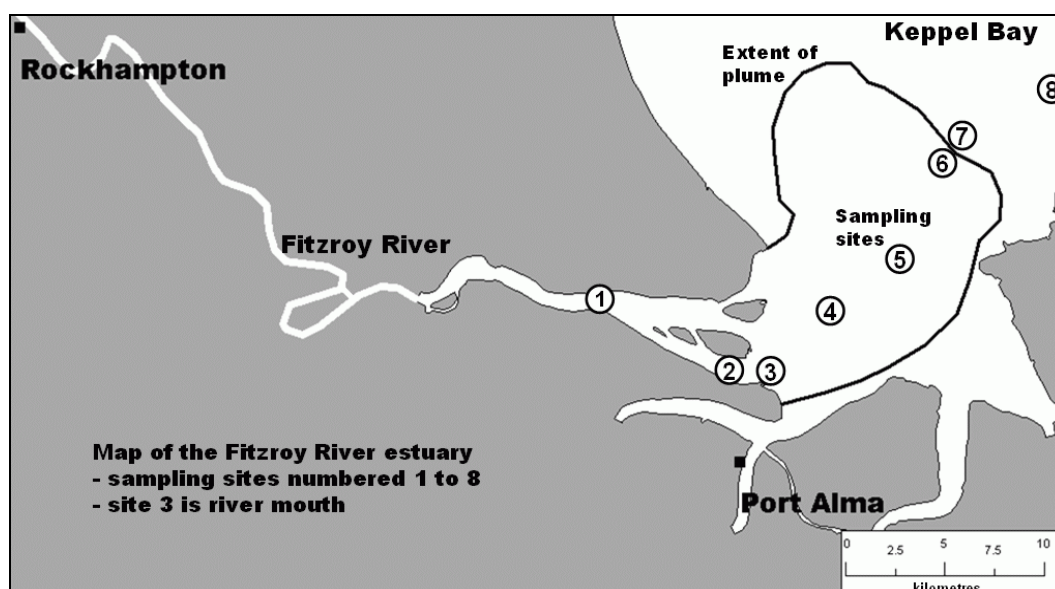 Keppel Bay
Extent of
plume
Rockhampton
8
7
6
Sampling
sites
5
Fitzroy River
1
4
2
3
Map of the Fitzroy River estuary
- sampling sites numbered 1 to 8
- site 3 is river mouth
Port Alma
0 5 10
2.5 7.5
kilometres